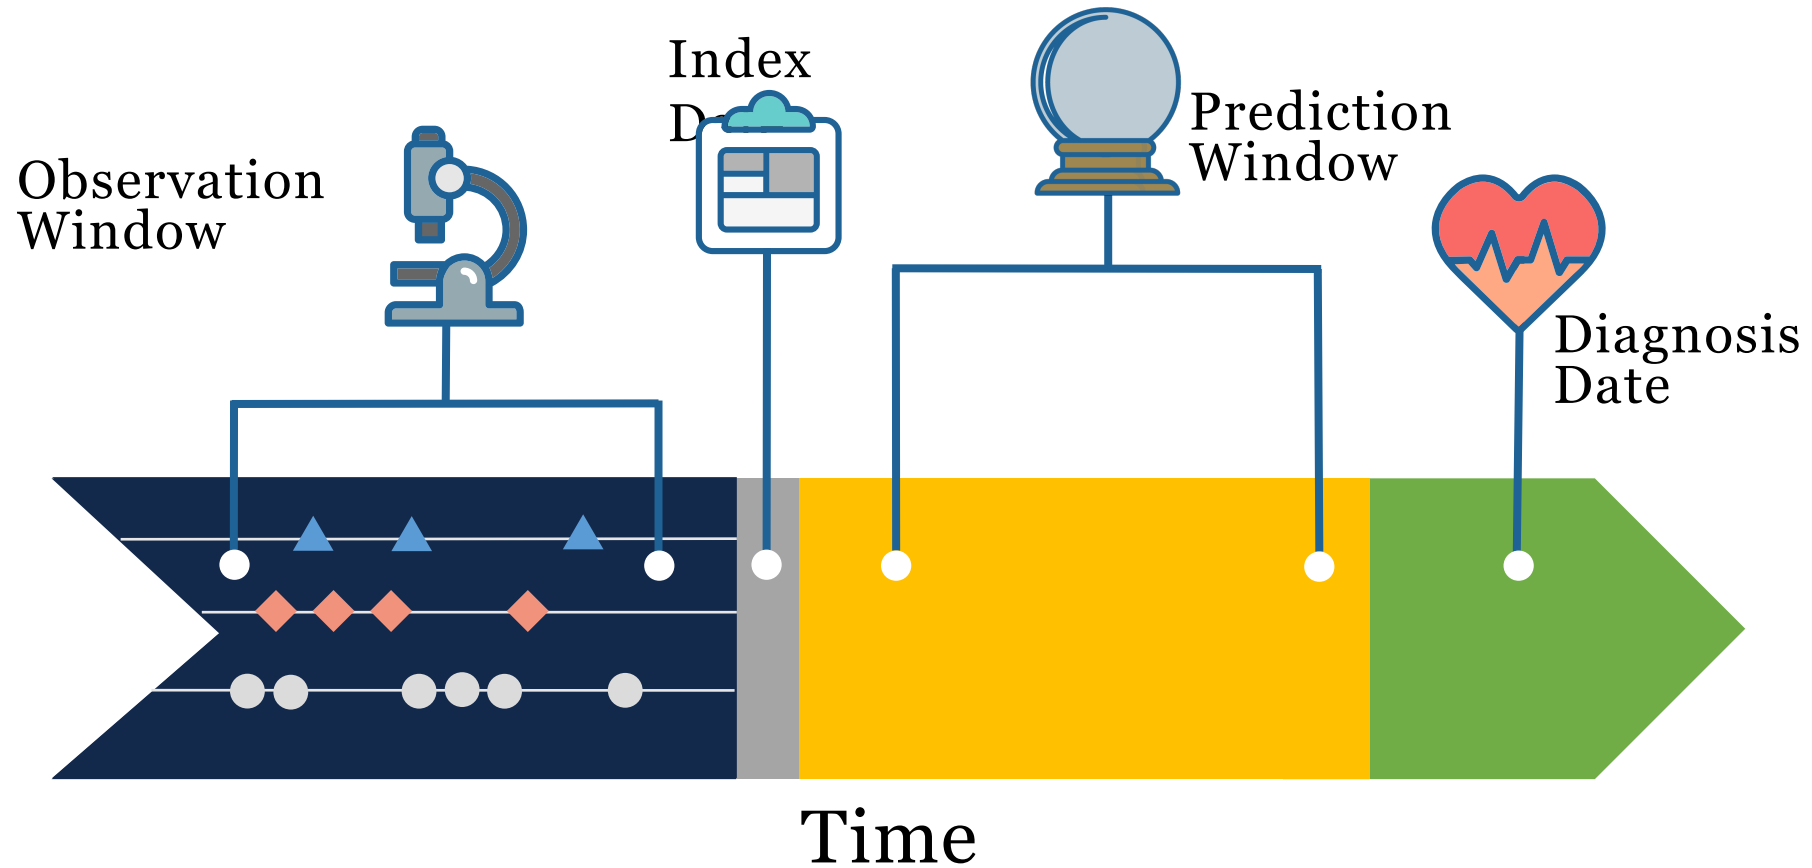 Observation
Window
Index
Prediction
Window
Diagnosis
Date
Time